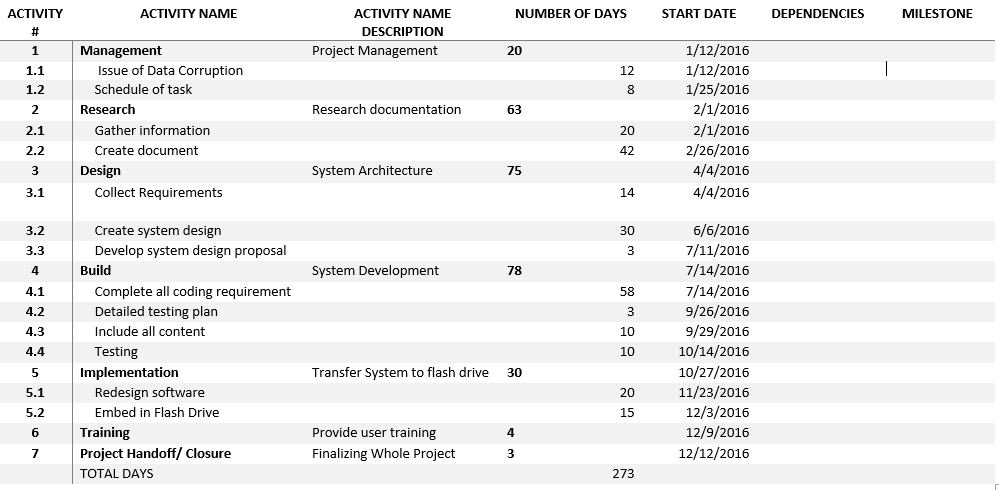 ACTIVITY # ACTIVITY NAME ACTIVITY NAME DESCRIPTION NUMBER OF DAYS START DATE DEPENDENCIES MILESTONE
1 Management Project Management 20 1/12/2016
1.1 Issue of Data Corruption 12 1/12/2016
1.2 Schedule of task 8 1/25/2016
2 Research Research documentation 63 2/1/2016
2.1 Gather information 20 2/1/2016
2.2 Create document 42 2/26/2016
3 Design System Architecture 75 4/4/2016
3.1 Collect Requirements 14 4/4/2016
3.2 Create system design 30 6/6/2016
3.3 Develop system design proposal 3 7/11/2016
4 Build System Development 78 7/14/2016
4.1 Complete all coding requirement 58 7/14/2016
4.2 Detailed testing plan 3 9/26/2016
4.3 Include all content 10 9/29/2016
4.4 Testing 10 10/14/2016
5 Implementation Transfer System to flash drive 30 10/27/2016
5.1 Redesign software 20 11/23/2016
5.2 Embed in Flash Drive 15 12/3/2016
6 Training Provide user training 4 12/9/2016
7 Project Handoff/ Closure Finalizing Whole Project 3 12/12/2016
TOTAL DAYS 273